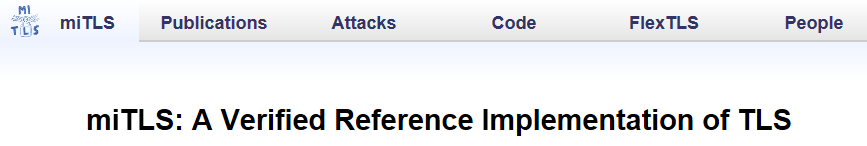 MI
TLS
miTLS Publications Attacks Code FlexTLS People
miTLS: A Verified Reference Implementation of TLS